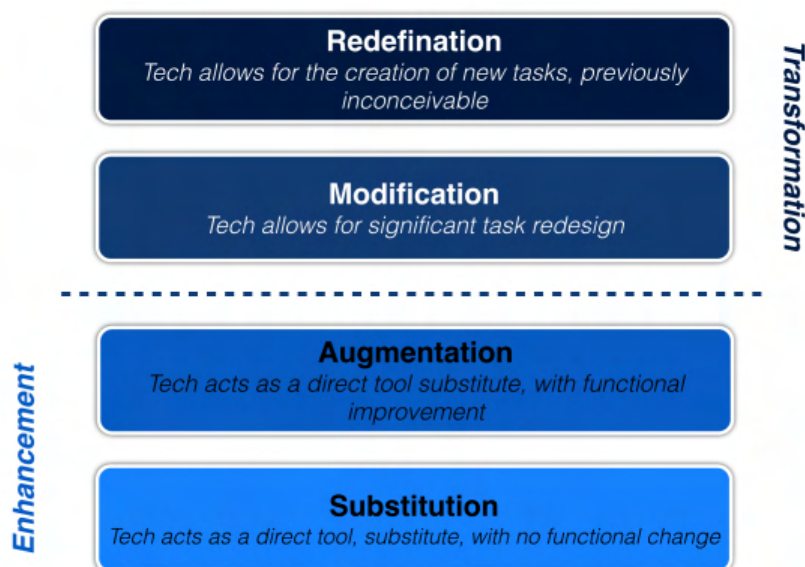 Redefination
Tech allows for the creation of new tasks, previously
inconceivable
Transformation
Modification
Tech allows for significant task redesign
Augmentation
Tech acts as a direct tool substitute, with functional
improvement
Enhancement
Substitution
Tech acts as a direct tool, substitute, with no functional change